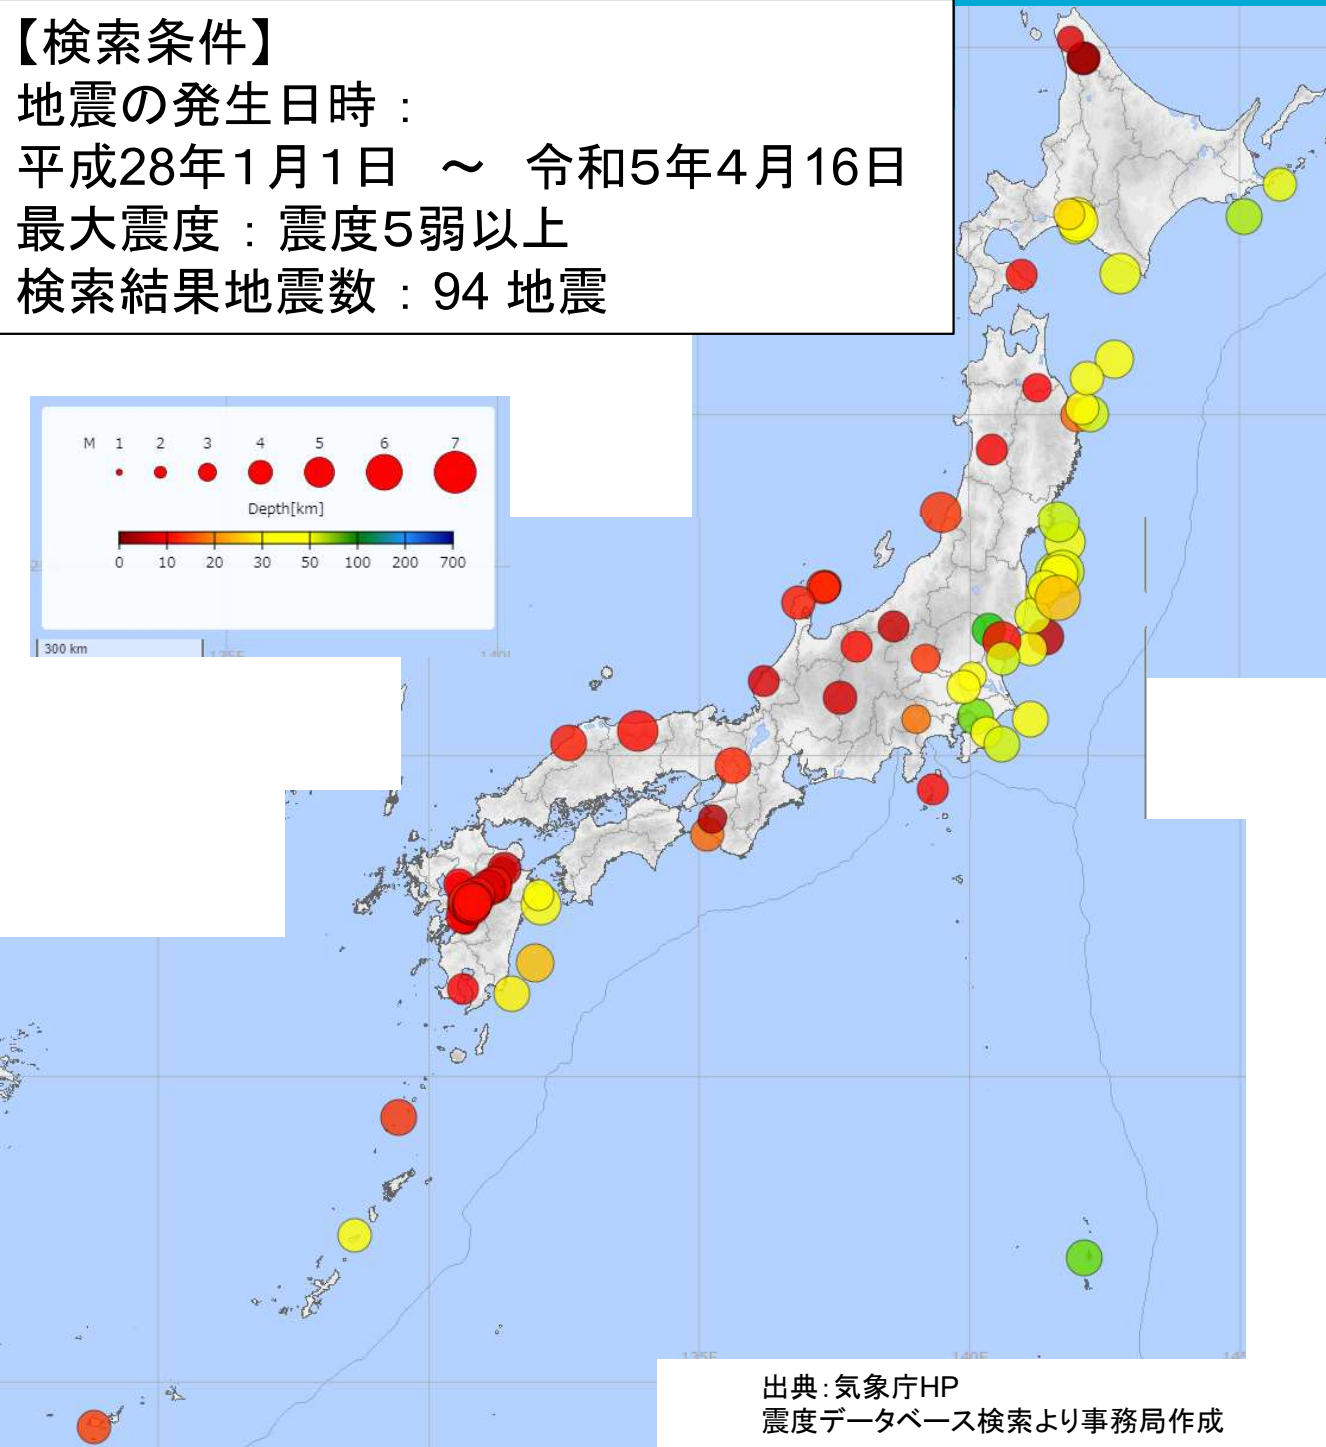 【検索条件】
地震の発生日時：
平成28年１月１日　～　令和５年４月16日
最大震度：震度５弱以上
検索結果地震数：94 地震
M 1 2 3 4 5 6 7
Depth[km]
0 10 20 30 50 100 200 700
300 km
135E 140E
出典：気象庁HP
震度データベース検索より事務局作成